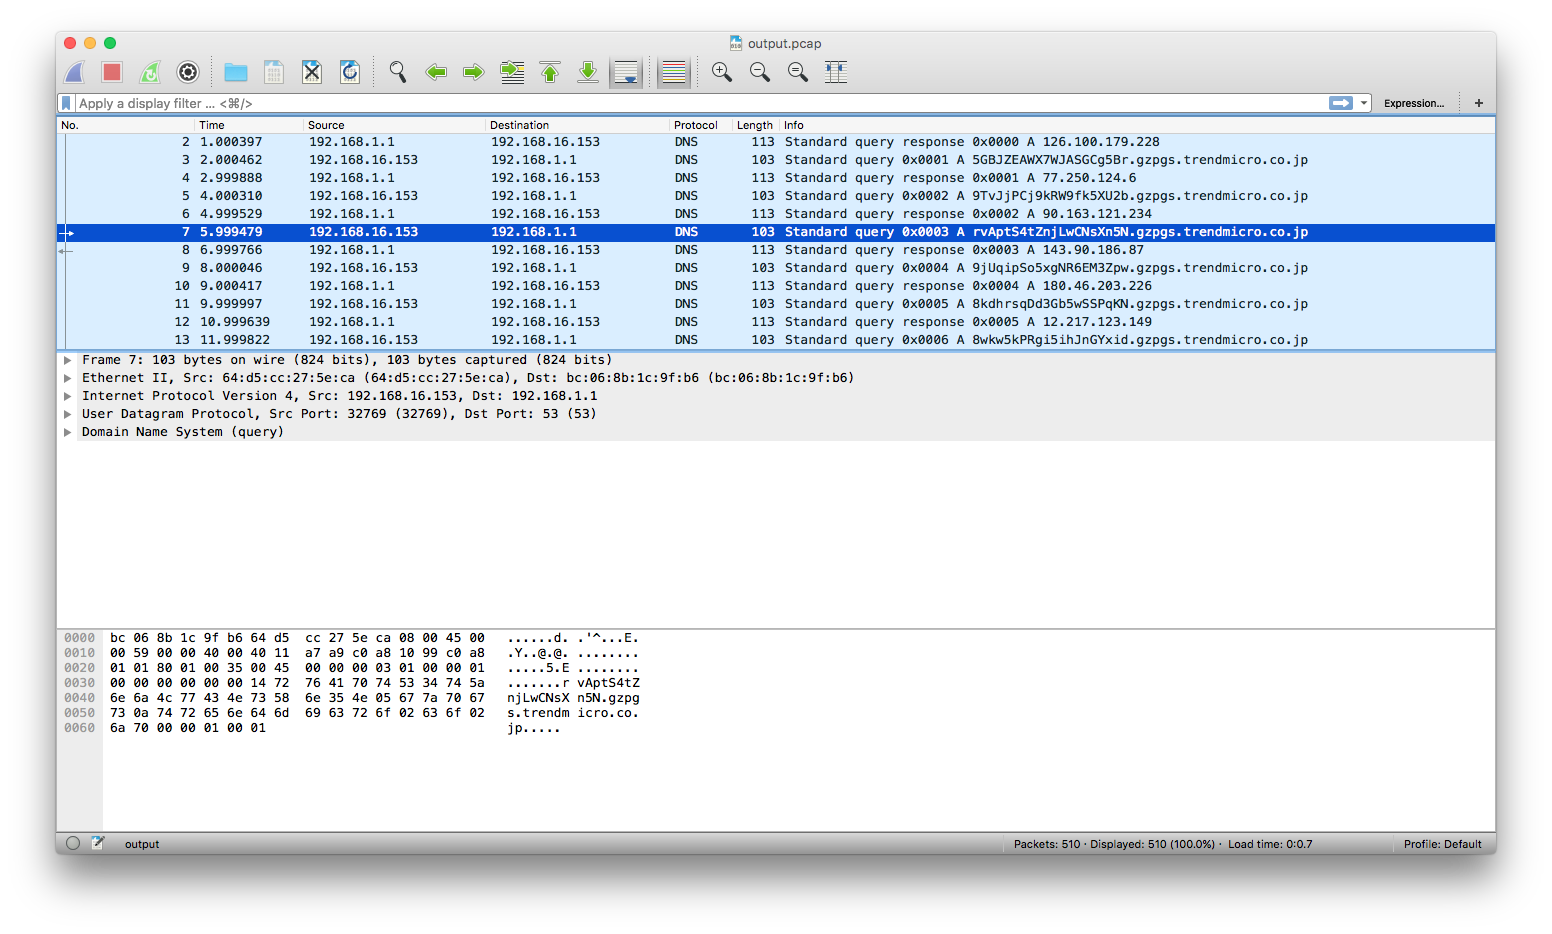 output.pcap
Apply a display filter ... <⌘/>
Expression... +
No. Time Source Destination Protocol Length Info
2 1.000397 192.168.1.1 192.168.16.153 DNS 113 Standard query response 0x0000 A 126.100.179.228
3 2.000462 192.168.16.153 192.168.1.1 DNS 103 Standard query 0x0001 A 5GBJZEAWX7WJASGCg5Br.gzpgs.trendmicro.co.jp
4 2.999888 192.168.1.1 192.168.16.153 DNS 113 Standard query response 0x0001 A 77.250.124.6
5 4.000310 192.168.16.153 192.168.1.1 DNS 103 Standard query 0x0002 A 9TvJjPCj9kRW9fk5XU2b.gzpgs.trendmicro.co.jp
6 4.999529 192.168.1.1 192.168.16.153 DNS 113 Standard query response 0x0002 A 90.163.121.234
7 5.999479 192.168.16.153 192.168.1.1 DNS 103 Standard query 0x0003 A rvAptS4tZnjLwCNsXn5N.gzpgs.trendmicro.co.jp
8 6.999766 192.168.1.1 192.168.16.153 DNS 113 Standard query response 0x0003 A 143.90.186.87
9 8.000046 192.168.16.153 192.168.1.1 DNS 103 Standard query 0x0004 A 9jUqipSo5xgNR6EM3Zpw.gzpgs.trendmicro.co.jp
10 9.000417 192.168.1.1 192.168.16.153 DNS 113 Standard query response 0x0004 A 180.46.203.226
11 9.999997 192.168.16.153 192.168.1.1 DNS 103 Standard query 0x0005 A 8kdhrsqDd3Gb5wSSPqKN.gzpgs.trendmicro.co.jp
12 10.999639 192.168.1.1 192.168.16.153 DNS 113 Standard query response 0x0005 A 12.217.123.149
13 11.999822 192.168.16.153 192.168.1.1 DNS 103 Standard query 0x0006 A 8wkw5kPRgi5ihJnGYxid.gzpgs.trendmicro.co.jp
Frame 7: 103 bytes on wire (824 bits), 103 bytes captured (824 bits)
Ethernet II, Src: 64:d5:cc:27:5e:ca (64:d5:cc:27:5e:ca), Dst: bc:06:8b:1c:9f:b6 (bc:06:8b:1c:9f:b6)
Internet Protocol Version 4, Src: 192.168.16.153, Dst: 192.168.1.1
User Datagram Protocol, Src Port: 32769 (32769), Dst Port: 53 (53)
Domain Name System (query)
0000 bc 06 8b 1c 9f b6 64 d5 cc 27 5e ca 08 00 45 00 ......d. .'^...E.
0010 00 59 00 00 40 00 40 11 a7 a9 c0 a8 10 99 c0 a8 .Y..@.@. ........
0020 01 01 80 01 00 35 00 45 00 00 00 03 01 00 00 01 .....5.E ........
0030 00 00 00 00 00 00 14 72 76 41 70 74 53 34 74 5a .......r vAptS4tZ
0040 6e 6a 4c 77 43 4e 73 58 6e 35 4e 05 67 7a 70 67 njLwCNsX n5N.gzpg
0050 73 0a 74 72 65 6e 64 6d 69 63 72 6f 02 63 6f 02 s.trendm icro.co.
0060 6a 70 00 00 01 00 01 jp.....
output Packets: 510 · Displayed: 510 (100.0%) · Load time: 0:0.7 Profile: Default